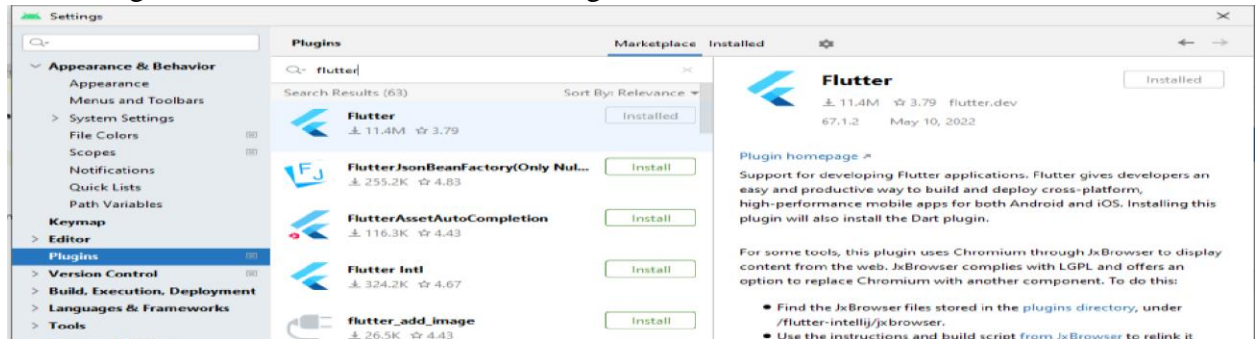 Settings
Appearance & Behavior
Appearance
Menus and Toolbars
System Settings
File Colors
Scopes
Notifications
Quick Lists
Path Variables
Keymap
Editor
Plugins
Version Control
Build, Execution, Deployment
Languages & Frameworks
Tools
Plugins
Marketplace Installed
flutter
Search Results (63) Sort By: Relevance
Flutter Installed
11.4M 3.79
FlutterJsonBeanFactory(Only Nul... Install
255.2K 4.83
FlutterAssetAutoCompletion Install
116.3K 4.43
Flutter Intl Install
324.2K 4.67
flutter_add_image Install
26.5K 4.43
Flutter Installed
11.4M 3.79 flutter.dev
67.1.2 May 10, 2022
Plugin homepage
Support for developing Flutter applications. Flutter gives developers an
easy and productive way to build and deploy cross-platform,
high-performance mobile apps for both Android and iOS. Installing this
plugin will also install the Dart plugin.
For some tools, this plugin uses Chromium through JxBrowser to display
content from the web. JxBrowser complies with LGPL and offers an
option to replace Chromium with another component. To do this:
• Find the JxBrowser files stored in the plugins directory, under
/flutter-intellij/jxbrowser.
• Use the instructions and build script from JxBrowser to relink it